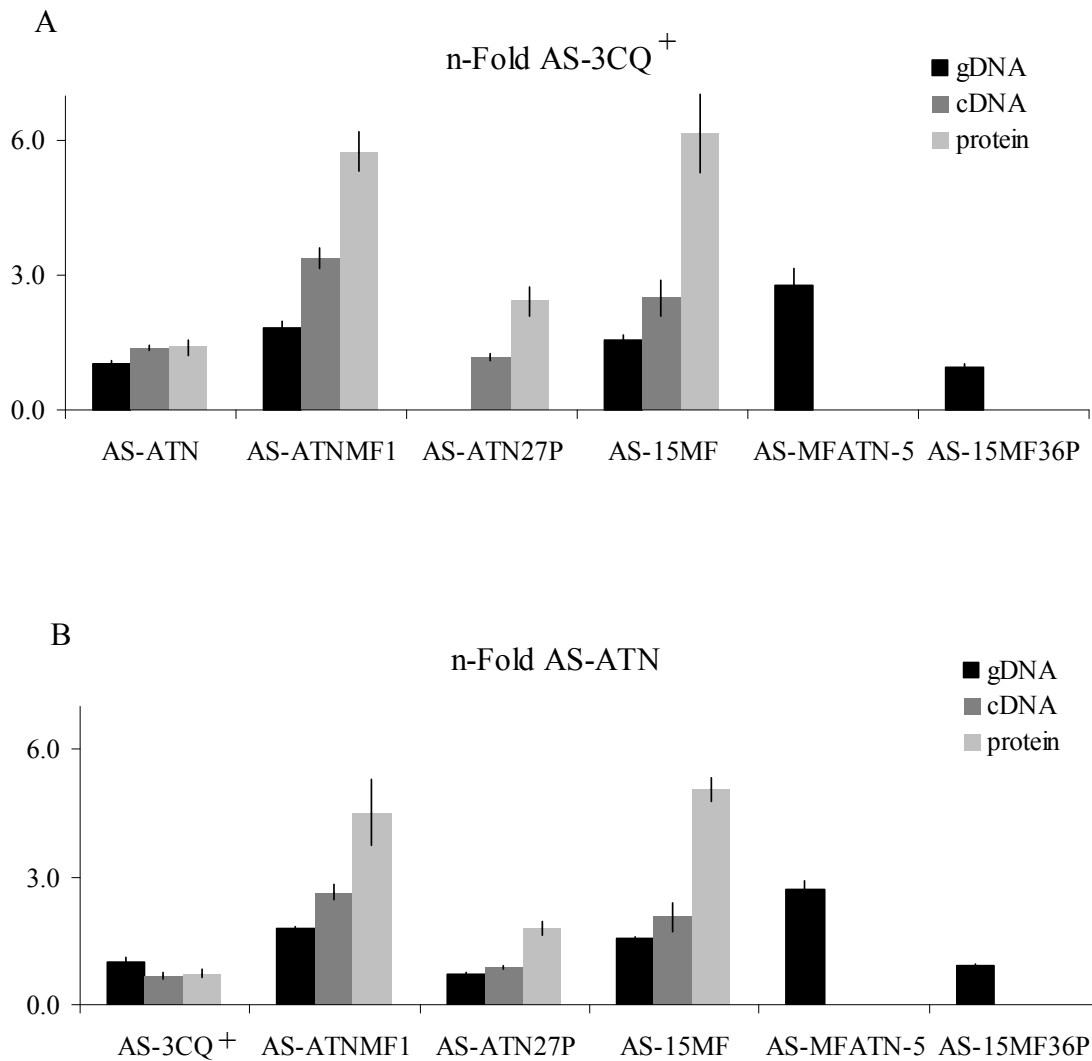 A
n-Fold AS-3CQ+
gDNA
cDNA
protein
6.0
3.0
0.0
AS-ATN AS-ATNMF1 AS-ATN27P AS-15MF AS-MFATN-5 AS-15MF36P
B
n-Fold AS-ATN
gDNA
cDNA
protein
6.0
3.0
0.0
AS-3CQ+ AS-ATNMF1 AS-ATN27P AS-15MF AS-MFATN-5 AS-15MF36P